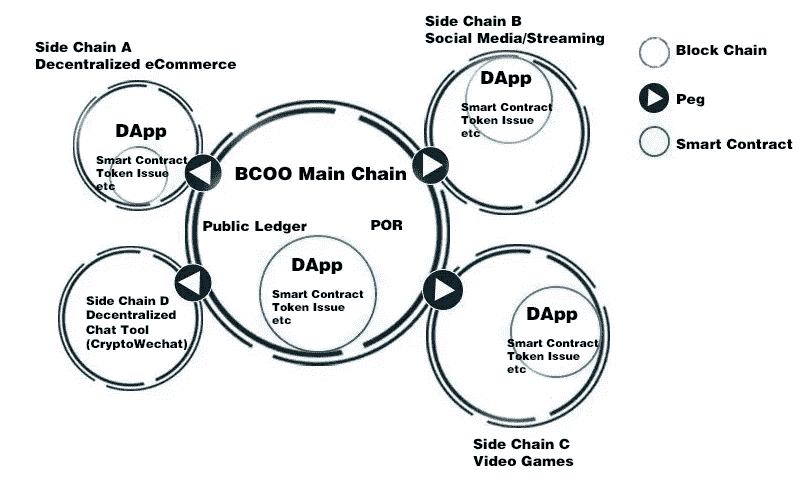 Side Chain A
Decentralized eCommerce
DApp
Smart Contract
Token Issue
etc
Side Chain B
Social Media/Streaming
DApp
Smart Contract
Token Issue
etc
Block Chain
Peg
Smart Contract
BCOO Main Chain
Public Ledger
POR
DApp
Smart Contract
Token Issue
etc
Side Chain D
Decentralized
Chat Tool
(CryptoWechat)
DApp
Smart Contract
Token Issue
etc
Side Chain C
Video Games